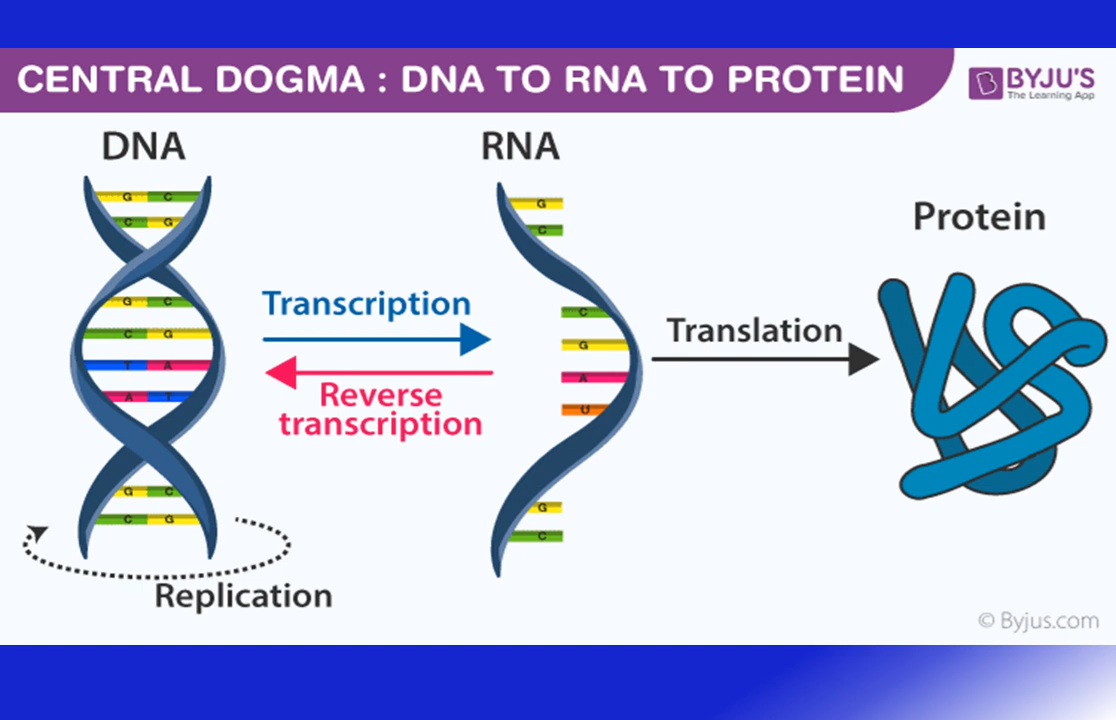 CENTRAL DOGMA : DNA TO RNA TO PROTEIN
BYJU'S
The Learning App
DNA
RNA
Protein
G C
C G
G C
C G
T A
A T
G C
C G
Transcription
Reverse
transcription
G
C
C
G
A
U
G
C
Translation
Replication
© Byjus.com